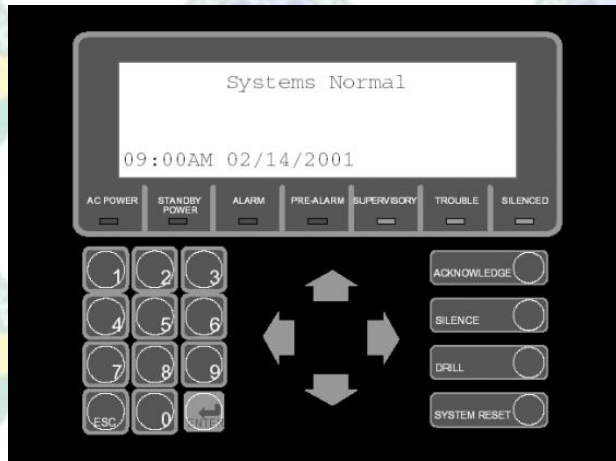 Systems Normal
09:00AM 02/14/2001
AC POWER
STANDBY
POWER
ALARM
PRE-ALARM
SUPERVISORY
TROUBLE
SILENCED
1 2 3
ACKNOWLEDGE
4 5 6
SILENCE
7 8 9
DRILL
ESC 0 ENTER
SYSTEM RESET